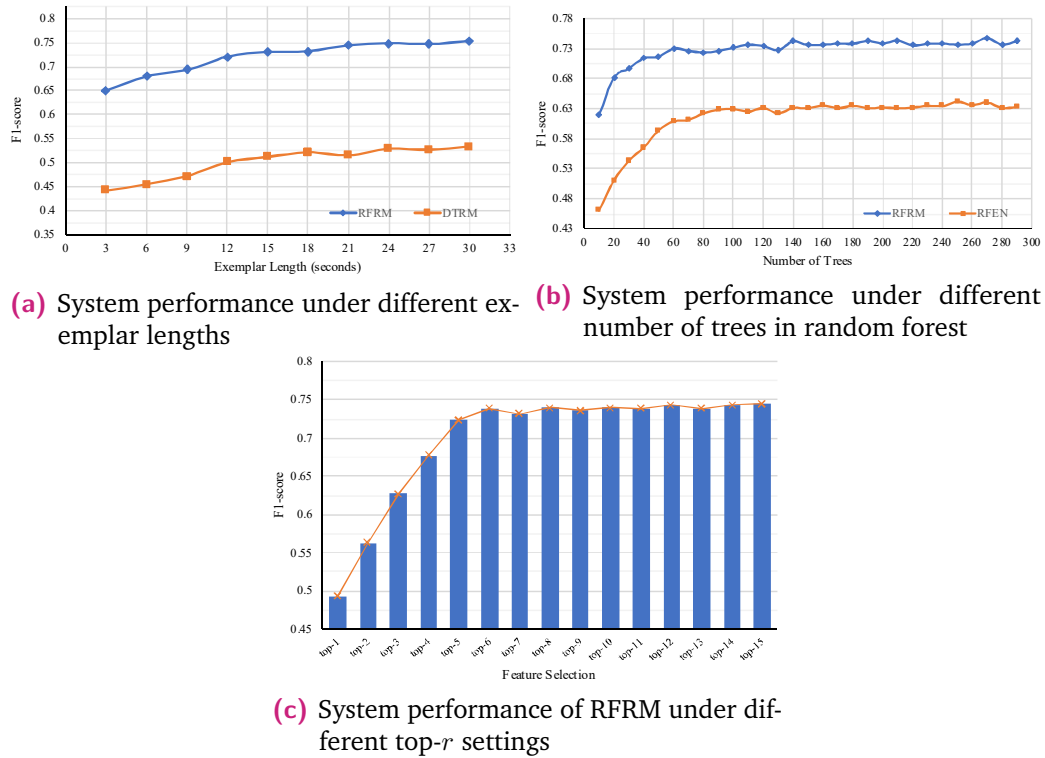 0.8
0.75
0.7
0.65
0.6
0.55
0.5
0.45
0.4
0.35
F1-score
RFRM DTRM
0 3 6 9 12 15 18 21 24 27 30 33
Exemplar Length (seconds)
(a) System performance under different ex-
emplar lengths
0.78
0.73
0.68
0.63
0.58
0.53
0.48
0.43
F1-score
RFRM RFEN
0 20 40 60 80 100 120 140 160 180 200 220 240 260 280 300
Number of Trees
(b) System performance under different
number of trees in random forest
0.8
0.75
0.7
0.65
0.6
0.55
0.5
0.45
F1-score
top-1 top-2 top-3 top-4 top-5 top-6 top-7 top-8 top-9 top-10 top-11 top-12 top-13 top-14 top-15
Feature Selection
(c) System performance of RFRM under dif-
ferent top-r settings